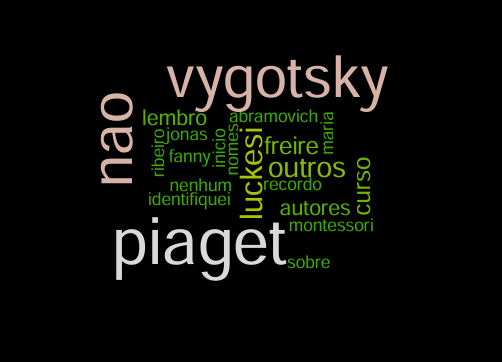 vygotsky
nao
lembro
abramovich
maria
jonas
ribeiro
inicio
nomes
luckesi
freire
fanny
outros
curso
nenhum
recordo
identifiquei
autores
piaget
montessori
sobre